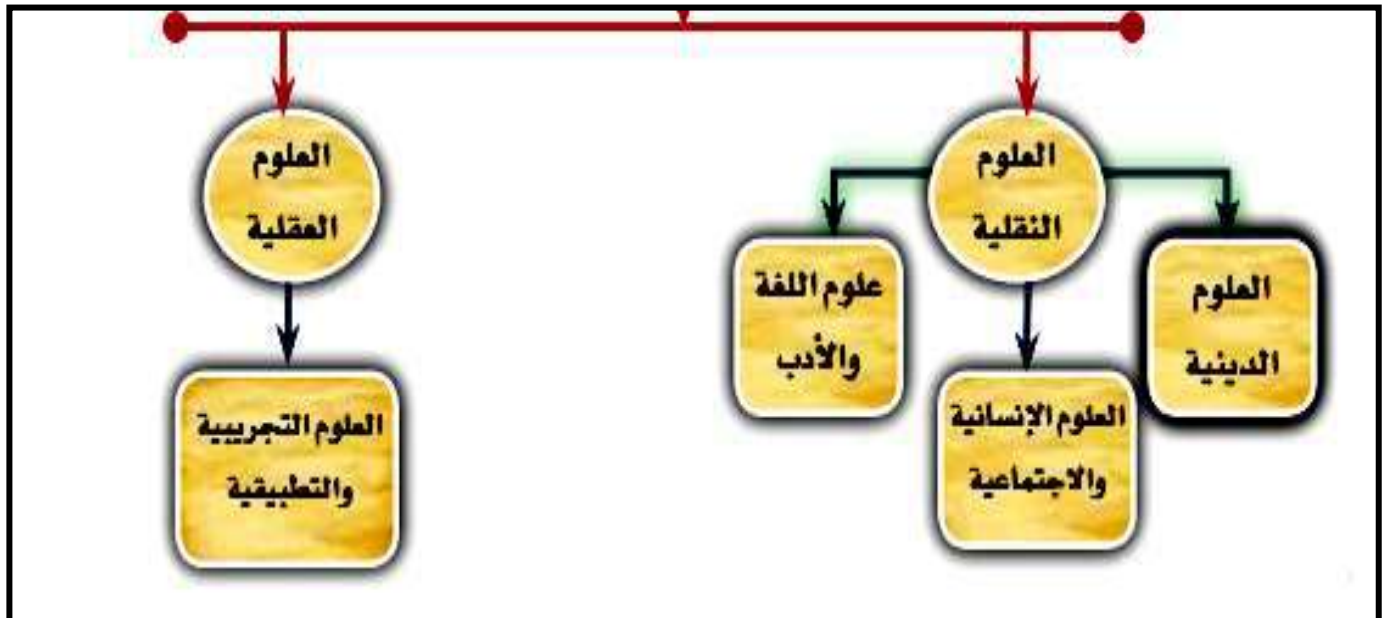 العلوم
النقلية
العلوم
العقلية
العلوم
الدينية
علوم اللغة
والأدب
العلوم الإنسانية
والاجتماعية
العلوم التجريبية
والتطبيقية